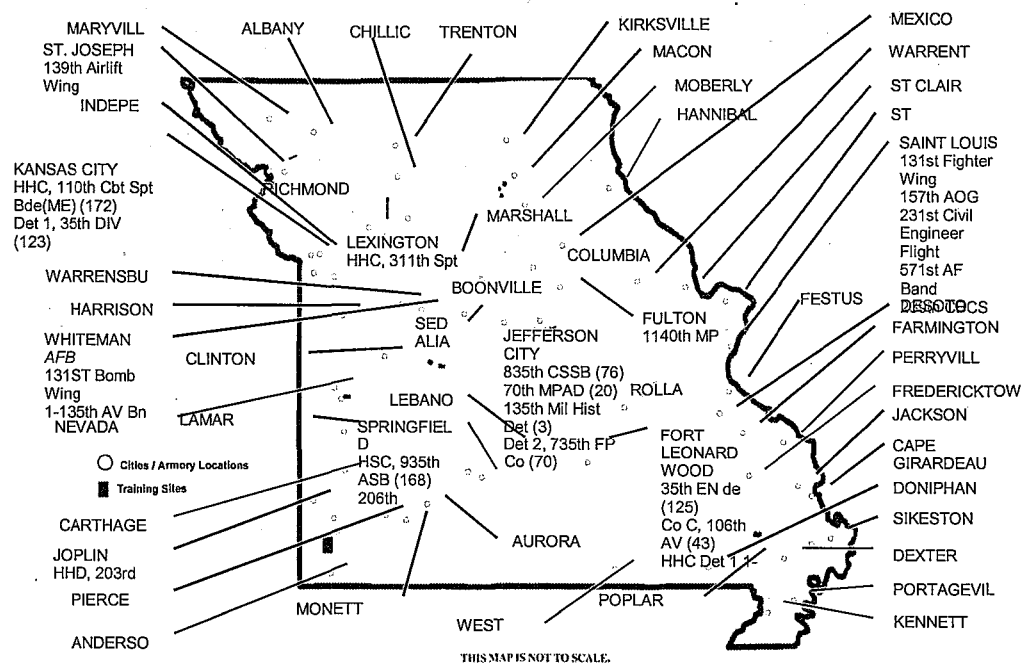 MARYVILL
ST. JOSEPH
139th Airlift
Wing
INDEPE
KANSAS CITY
HHC, 110th Cbt Spt
Bde(ME) (172)
Det 1, 35th DIV
(123)
WARRENSBU
HARRISON
WHITEMAN
AFB
131ST Bomb
Wing
1-135th AV Bn
NEVADA
CLINTON
LAMAR
Cities / Armory Locations
Training Sites
CARTHAGE
JOPLIN
HHD, 203rd
PIERCE
ANDERSO
ALBANY
CHILLIC
TRENTON
RICHMOND
LEXINGTON
HHC, 311th Spt
MARSHALL
BOONVILLE
SED
ALIA
LEBANO
SPRINGFIEL
D
HSC, 935th
ASB (168)
206th
JEFFERSON
CITY
835th CSSB (76)
70th MPAD (20)
135th Mil Hist
Det (3)
Det 2, 735th FP
Co (70)
AURORA
MONETT
WEST
POPLAR
KIRKSVILLE
MACON
MOBERLY
HANNIBAL
COLUMBIA
FULTON
1140th MP
ROLLA
FORT
LEONARD
WOOD
35th EN de
(125)
Co C, 106th
AV (43)
HHC Det 1 1-
MEXICO
WARRENT
ST CLAIR
ST
SAINT LOUIS
131st Fighter
Wing
157th AOG
231st Civil
Engineer
Flight
571st AF
Band
FESTUS
DESOTO
FARMINGTON
PERRYVILL
FREDERICKTOW
JACKSON
CAPE
GIRARDEAU
DONIPHAN
SIKESTON
DEXTER
PORTAGEVIL
KENNETT
THIS MAP IS NOT TO SCALE.